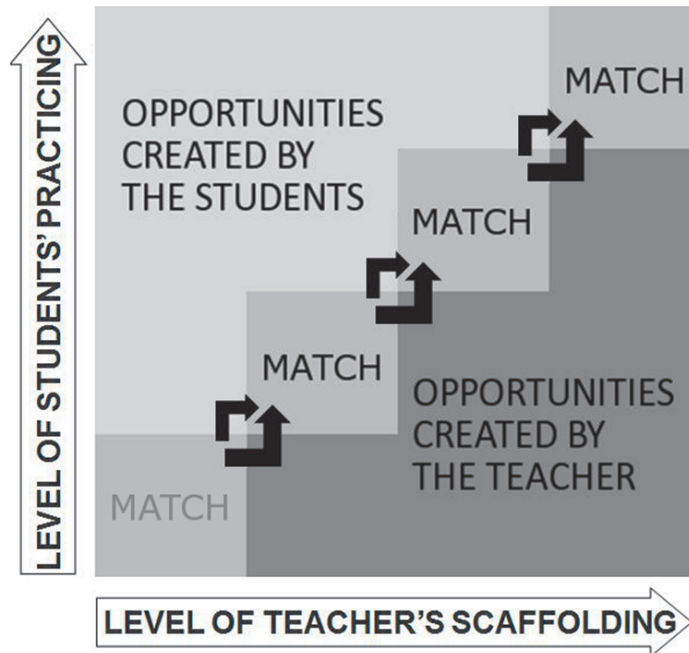 LEVEL OF STUDENTS' PRACTICING
MATCH
OPPORTUNITIES
CREATED BY
THE STUDENTS
MATCH
MATCH
OPPORTUNITIES
CREATED BY
THE TEACHER
MATCH
LEVEL OF TEACHER'S SCAFFOLDING